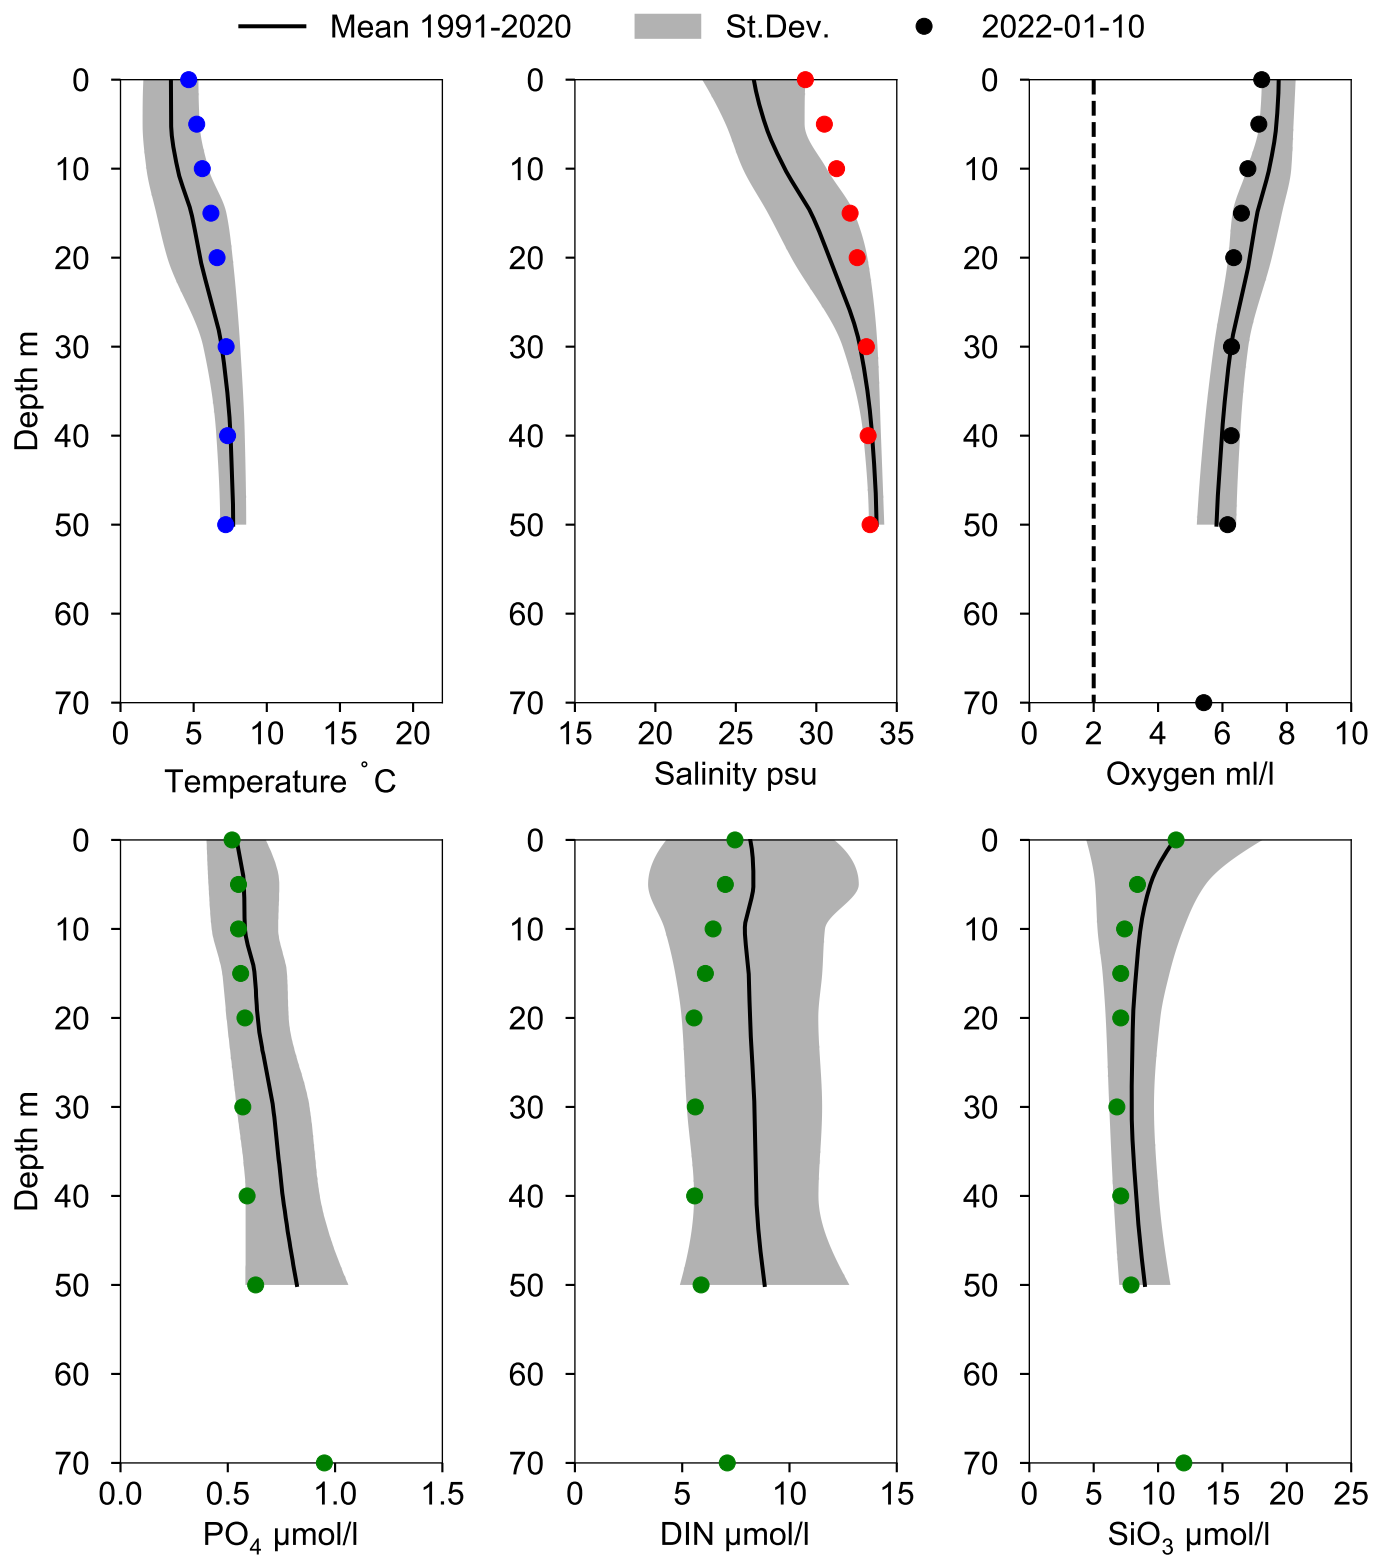 Mean 1991-2020 St.Dev. 2022-01-10
0 0 0
10 10 10
20 20 20
30 30 30
40 40 40
50 50 50
60 60 60
70 70 70
Depth m
0 5 10 15 20 15 20 25 30 35 0 2 4 6 8 10
Temperature °C Salinity psu Oxygen ml/l
0 0 0
10 10 10
20 20 20
30 30 30
40 40 40
50 50 50
60 60 60
70 70 70
Depth m
0.0 0.5 1.0 1.5 0 5 10 15 0 5 10 15 20 25
PO₄ µmol/l DIN µmol/l SiO₃ µmol/l